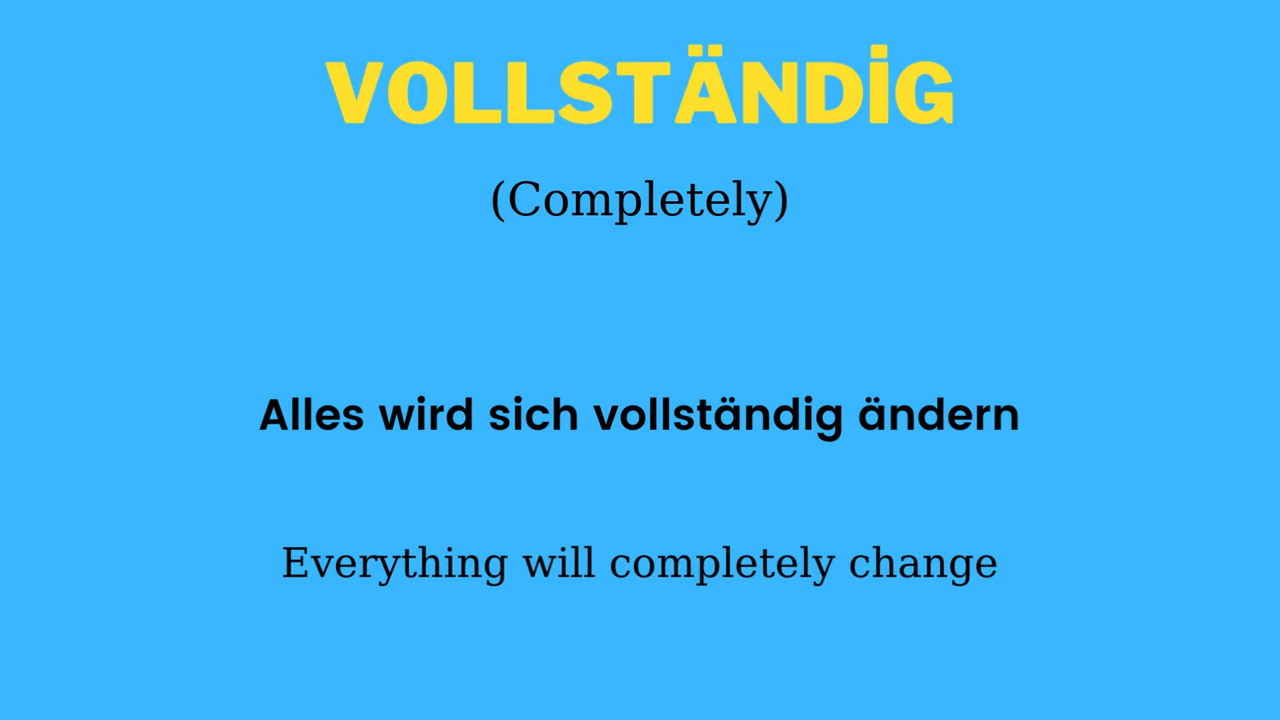 VOLLSTÄNDİG
(Completely)
Alles wird sich vollständig ändern
Everything will completely change